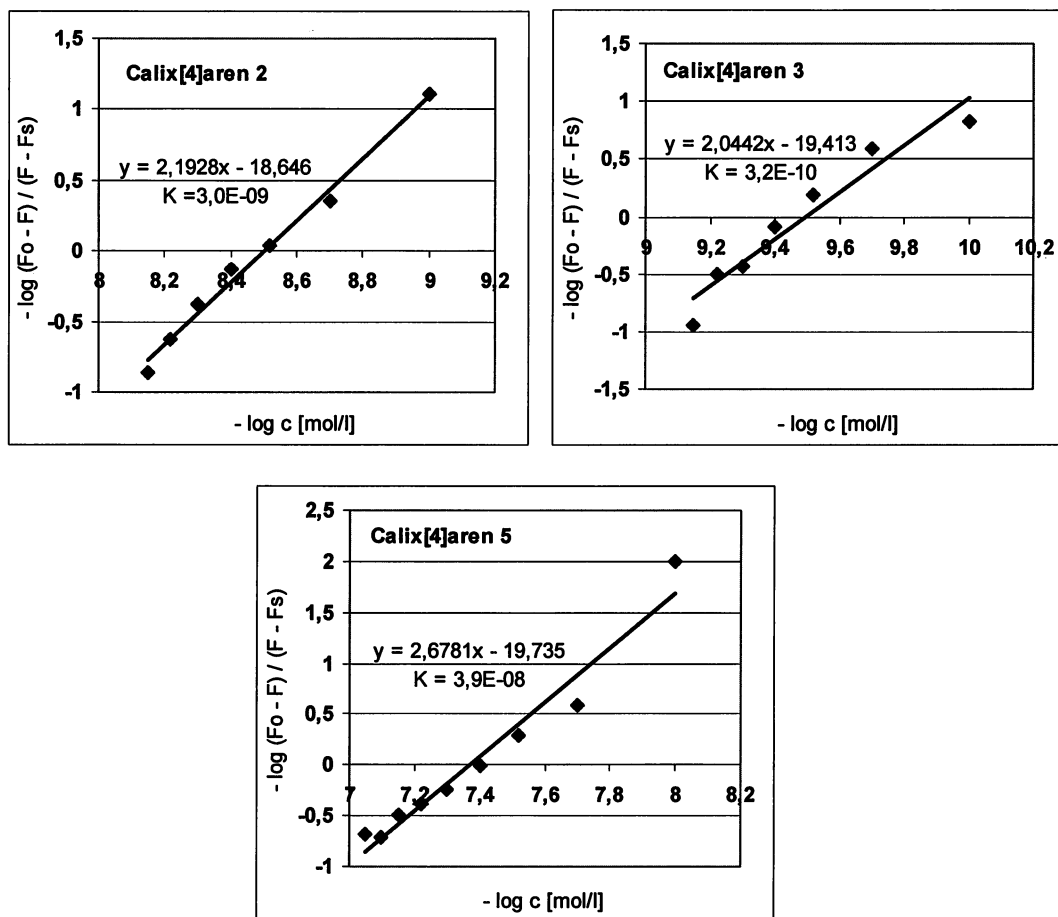 Calix[4]aren 2
y = 2,1928x - 18,646
K =3,0E-09
1,5
1
0,5
0
-0,5
-1
8
8,2
8,4
8,6
8,8
9
9,2
- log (Fo - F) / (F - Fs)
- log c [mol/l]
Calix[4]aren 3
y = 2,0442x - 19,413
K = 3,2E-10
1,5
1
0,5
0
-0,5
-1
-1,5
9
9,2
9,4
9,6
9,8
10
10,2
- log (Fo - F) / (F - Fs)
- log c [mol/l]
Calix[4]aren 5
y = 2,6781x - 19,735
K = 3,9E-08
2,5
2
1,5
1
0,5
0
-0,5
-1
7
7,2
7,4
7,6
7,8
8
8,2
- log (Fo - F) / (F - Fs)
- log c [mol/l]